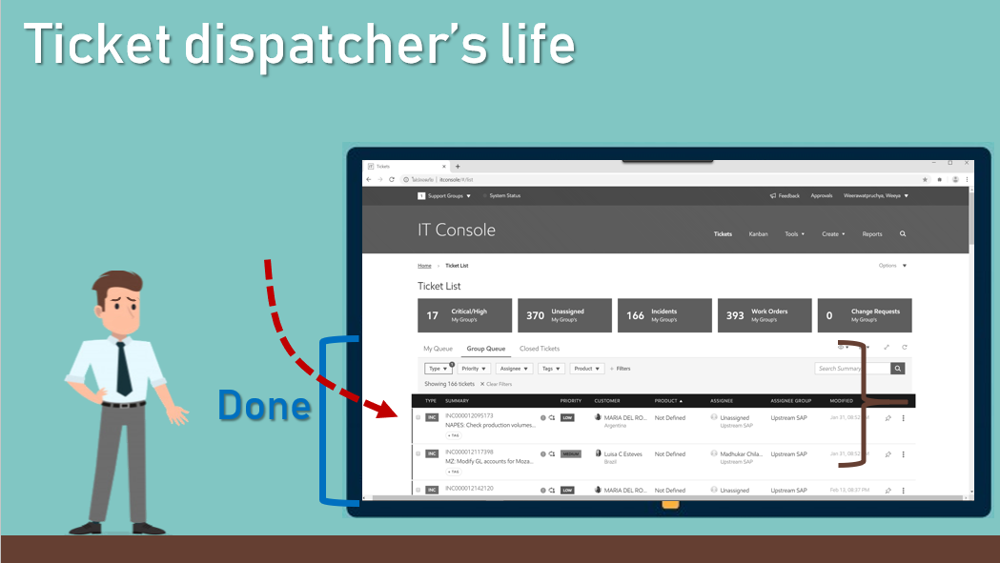 Ticket dispatcher's life
Tickets
itconsole/#/list
1 Support Groups System Status Feedback Approvals Weerawatpruchya, Weeya
IT Console Tickets Kanban Tools Create Reports
Home Ticket List Options
Ticket List
17 Critical/High My Group's 370 Unassigned My Group's 166 Incidents My Group's 393 Work Orders My Group's 0 Change Requests My Group's
My Queue Group Queue Closed Tickets
Type 1 Priority Assignee Tags Product + Filters Search Summary
Showing 166 tickets × Clear Filters
Done
TYPE SUMMARY PRIORITY CUSTOMER PRODUCT ASSIGNEE ASSIGNEE GROUP MODIFIED
INC INC000012095173 LOW MARIA DEL RO... Not Defined Unassigned Upstream SAP Jan 31, 08:52
NAPES: Check production volumes... Argentina Upstream SAP
+ TAG
INC INC000012117398 MEDIUM Luisa C Esteves Not Defined Madhukar Chila... Upstream SAP Jan 31, 08:52
MZ: Modify GL accounts for Moza... Brazil Upstream SAP
+ TAG
INC INC000012142120 LOW MARIA DEL RO... Not Defined Unassigned Upstream SAP Feb 13, 08:37 PM